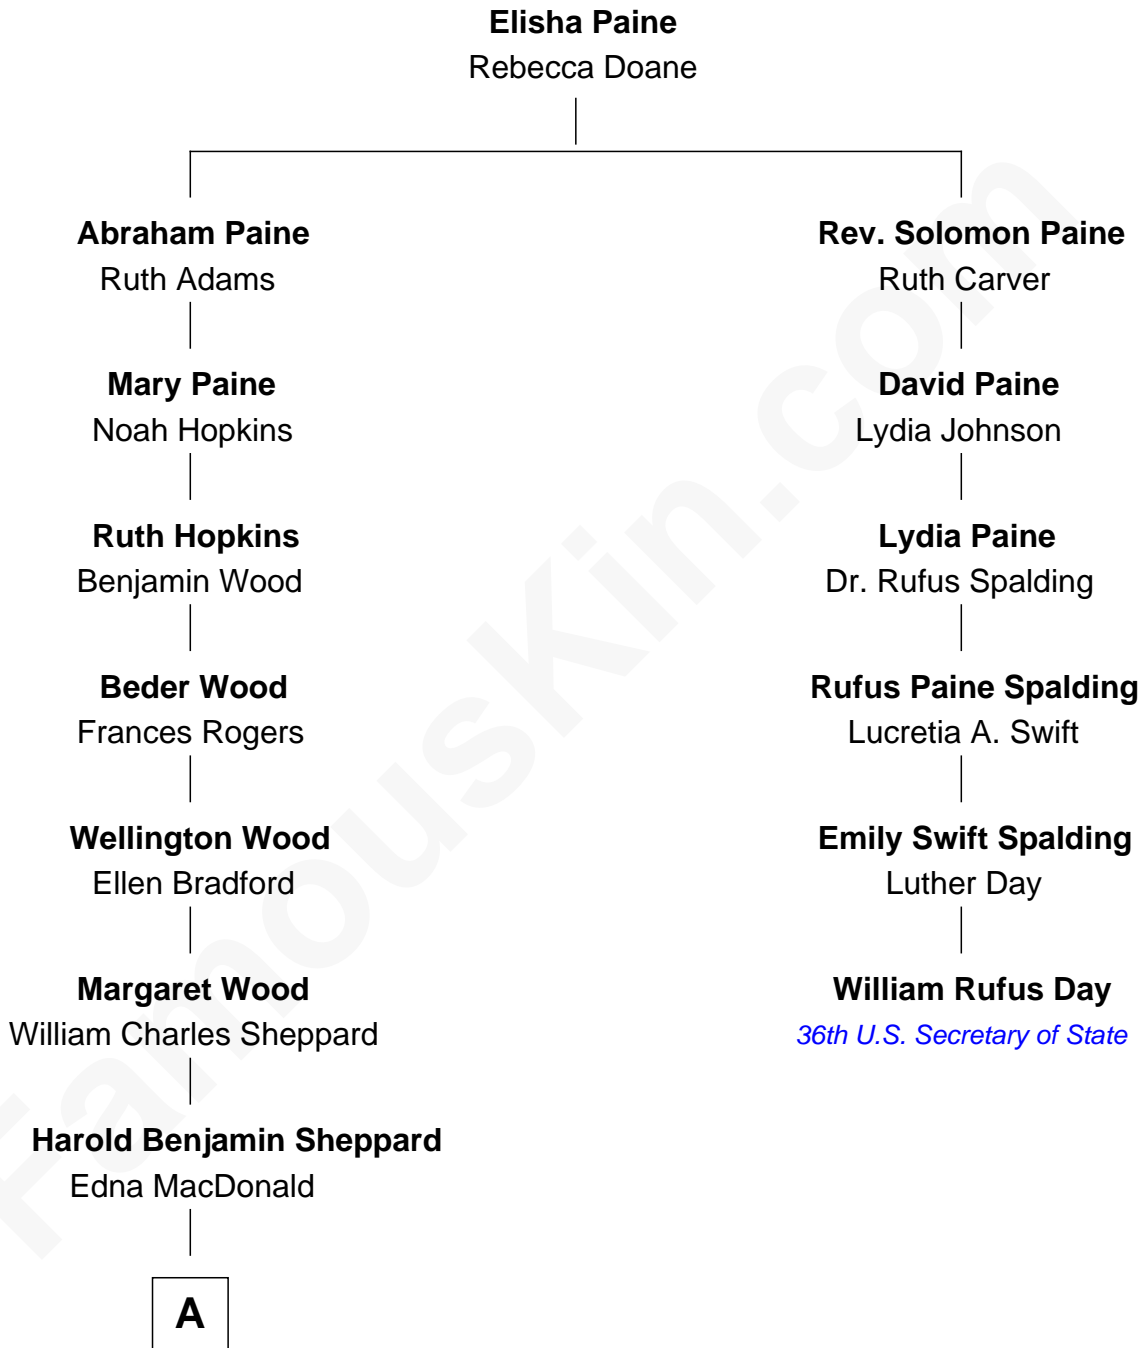 Elisha Paine
Rebecca Doane
Abraham Paine
Ruth Adams
Rev. Solomon Paine
Ruth Carver
Mary Paine
Noah Hopkins
David Paine
Lydia Johnson
Ruth Hopkins
Benjamin Wood
Lydia Paine
Dr. Rufus Spalding
Beder Wood
Frances Rogers
Rufus Paine Spalding
Lucretia A. Swift
Wellington Wood
Ellen Bradford
Emily Swift Spalding
Luther Day
Margaret Wood
William Charles Sheppard
William Rufus Day
36th U.S. Secretary of State
Harold Benjamin Sheppard
Edna MacDonald
A
FamousKin.com